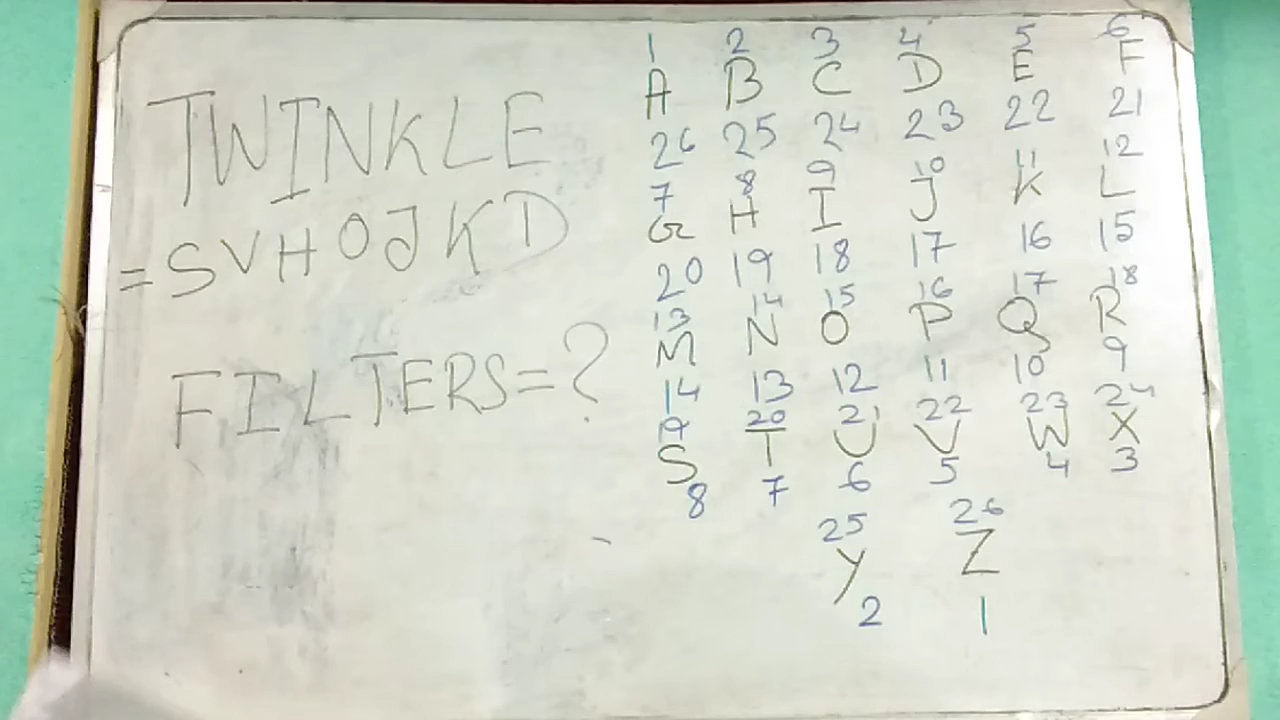 TWINKLE
=SVHOJKD
FILTERS=?
1 2 3 4 5 6
A B C D E F
26 25 24 23 22 21
7 8 9 10 11 12
G H I J K L
20 19 18 17 16 15
13 14 15 16 17 18
M N O P Q R
14 13 12 11 10 9
19 20 21 22 23 24
S T U V W X
8 7 6 5 4 3
25 26
Y Z
2 1